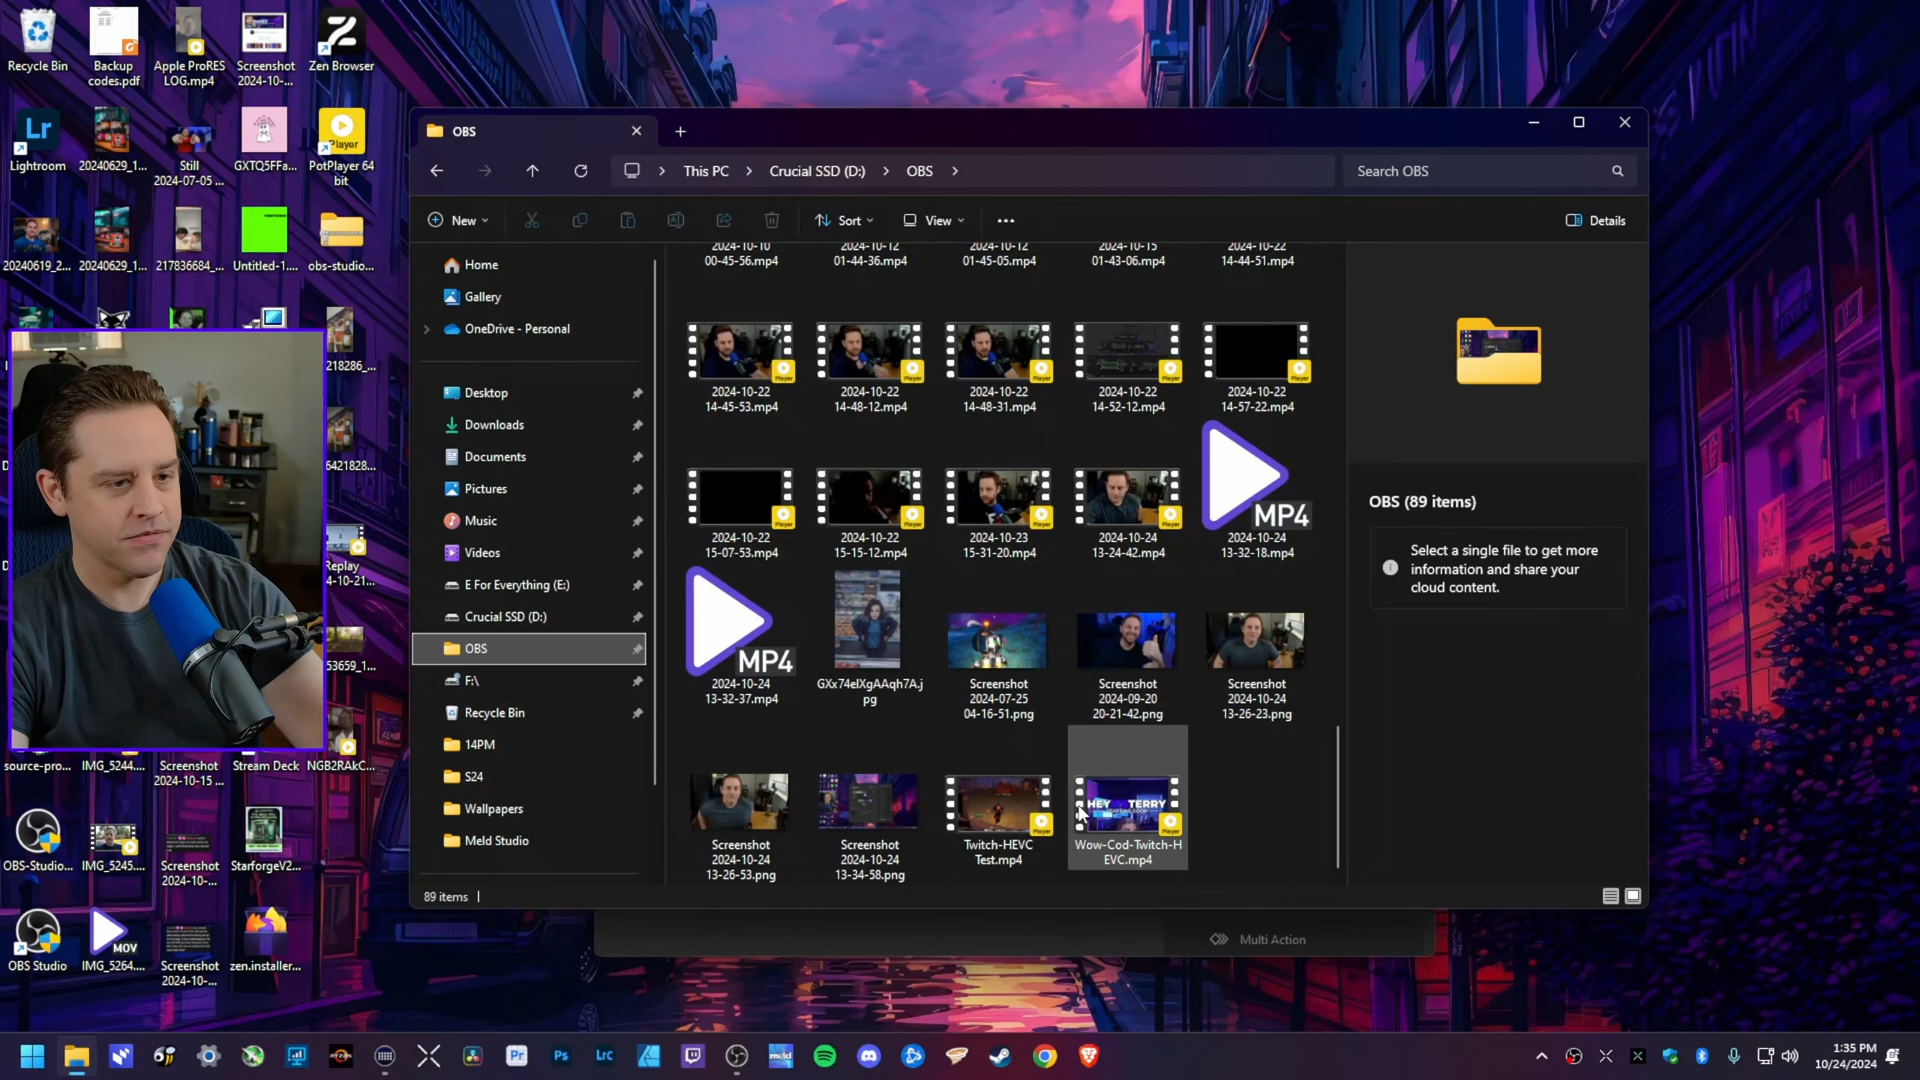 Recycle Bin
Backup
codes.pdf
Apple ProRES
LOG.mp4
Screenshot
2024-10-...
Zen Browser
Lr
Lightroom
20240629_1...
Still
2024-07-05 ...
GXTQ5FFa...
Player
PotPlayer 64
bit
20240619_2...
20240629_1...
217836684_...
Untitled-1....
obs-studio...
218286_...
6421828...
Replay
4-10-21...
53659_1...
source-pro...
IMG_5244....
Screenshot
2024-10-15 ...
Stream Deck
NGB2RAkC...
OBS-Studio...
IMG_5245....
Screenshot
2024-10-...
StarforgeV2...
OBS Studio
MOV
IMG_5264....
Screenshot
2024-10-...
zen.installer...
OBS
This PC
Crucial SSD (D:)
OBS
Search OBS
New
Sort
View
Details
Home
Gallery
OneDrive - Personal
Desktop
Downloads
Documents
Pictures
Music
Videos
E For Everything (E:)
Crucial SSD (D:)
OBS
F:\
Recycle Bin
14PM
S24
Wallpapers
Meld Studio
2024-10-10
00-45-56.mp4
2024-10-12
01-44-36.mp4
2024-10-12
01-45-05.mp4
2024-10-15
01-43-06.mp4
2024-10-22
14-44-51.mp4
2024-10-22
14-45-53.mp4
2024-10-22
14-48-12.mp4
2024-10-22
14-48-31.mp4
2024-10-22
14-52-12.mp4
2024-10-22
14-57-22.mp4
2024-10-22
15-07-53.mp4
2024-10-22
15-15-12.mp4
2024-10-23
15-31-20.mp4
2024-10-24
13-24-42.mp4
MP4
2024-10-24
13-32-18.mp4
MP4
2024-10-24
13-32-37.mp4
GXx74elXgAAqh7A.j
pg
Screenshot
2024-07-25
04-16-51.png
Screenshot
2024-09-20
20-21-42.png
Screenshot
2024-10-24
13-26-23.png
Screenshot
2024-10-24
13-26-53.png
Screenshot
2024-10-24
13-34-58.png
Twitch-HEVC
Test.mp4
HEY TERRY
Wow-Cod-Twitch-H
EVC.mp4
OBS (89 items)
Select a single file to get more
information and share your
cloud content.
89 items
Multi Action
Pr
Ps
Lrc
meld
1:35 PM
10/24/2024